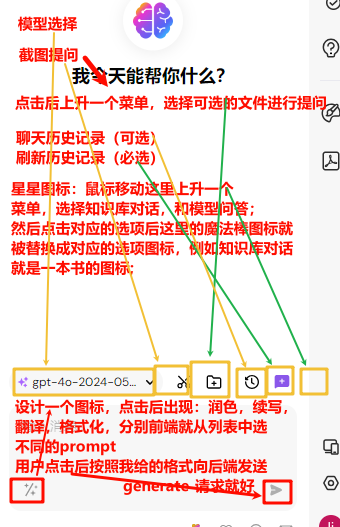 模型选择
截图提问
我今天能帮你什么？
点击后上升一个菜单，选择可选的文件进行提问
聊天历史记录（可选）
刷新历史记录（必选）
星星图标：鼠标移动这里上升一个
菜单，选择知识库对话，和模型问答；
然后点击对应的选项后这里的魔法棒图标就
被替换成对应的选项图标，例如知识库对话
就是一本书的图标；
gpt-4o-2024-05...
设计一个图标，点击后出现：润色，续写，
翻译，格式化，分别前端就从列表中选
不同的prompt
用户点击后按照我给的格式向后端发送
generate 请求就好